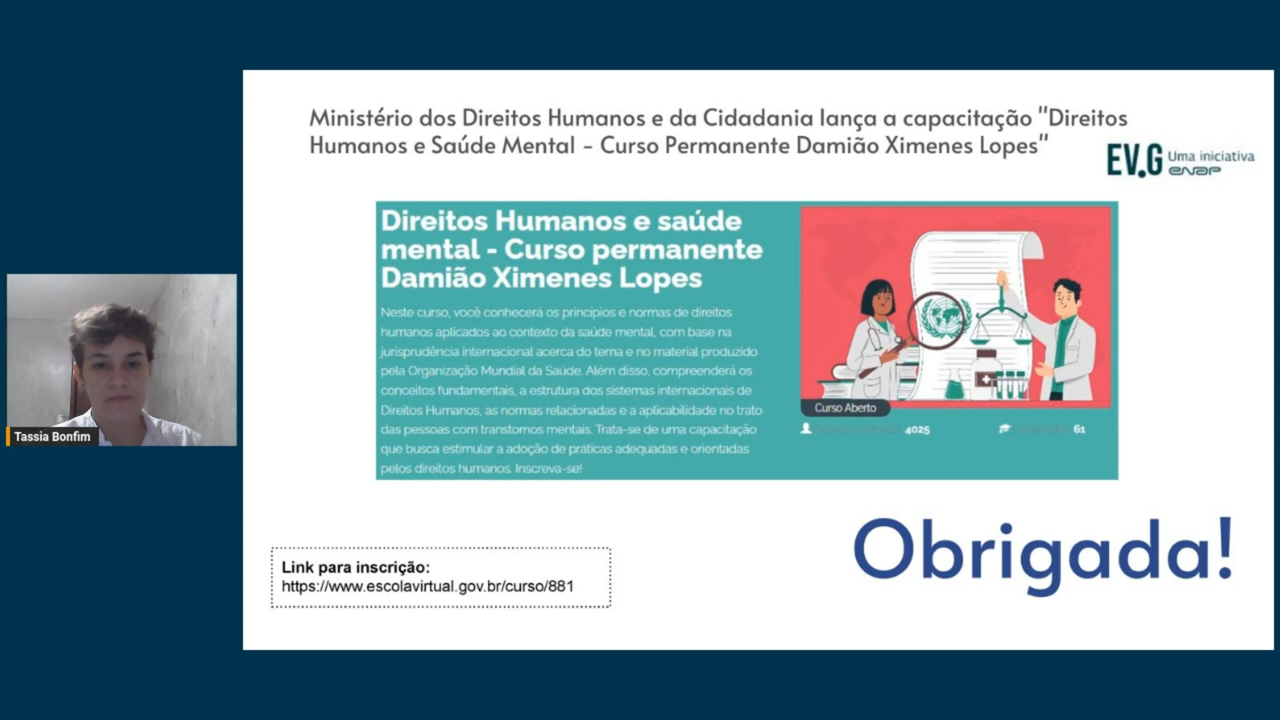 Ministério dos Direitos Humanos e da Cidadania lança a capacitação "Direitos
Humanos e Saúde Mental - Curso Permanente Damião Ximenes Lopes"
EV.G Uma iniciativa
enap
Direitos Humanos e saúde
mental - Curso permanente
Damião Ximenes Lopes
Neste curso, você conhecerá os princípios e normas de direitos
humanos aplicados ao contexto da saúde mental, com base na
jurisprudência internacional acerca do tema e no material produzido
pela Organização Mundial da Saúde. Além disso, compreenderá os
conceitos fundamentais, a estrutura dos sistemas internacionais de
Direitos Humanos, as normas relacionadas e a aplicabilidade no trato
das pessoas com transtornos mentais. Trata-se de uma capacitação
que busca estimular a adoção de práticas adequadas e orientadas
pelos direitos humanos. Inscreva-se!
Curso Aberto
4025
61
Tassia Bonfim
Obrigada!
Link para inscrição:
https://www.escolavirtual.gov.br/curso/881